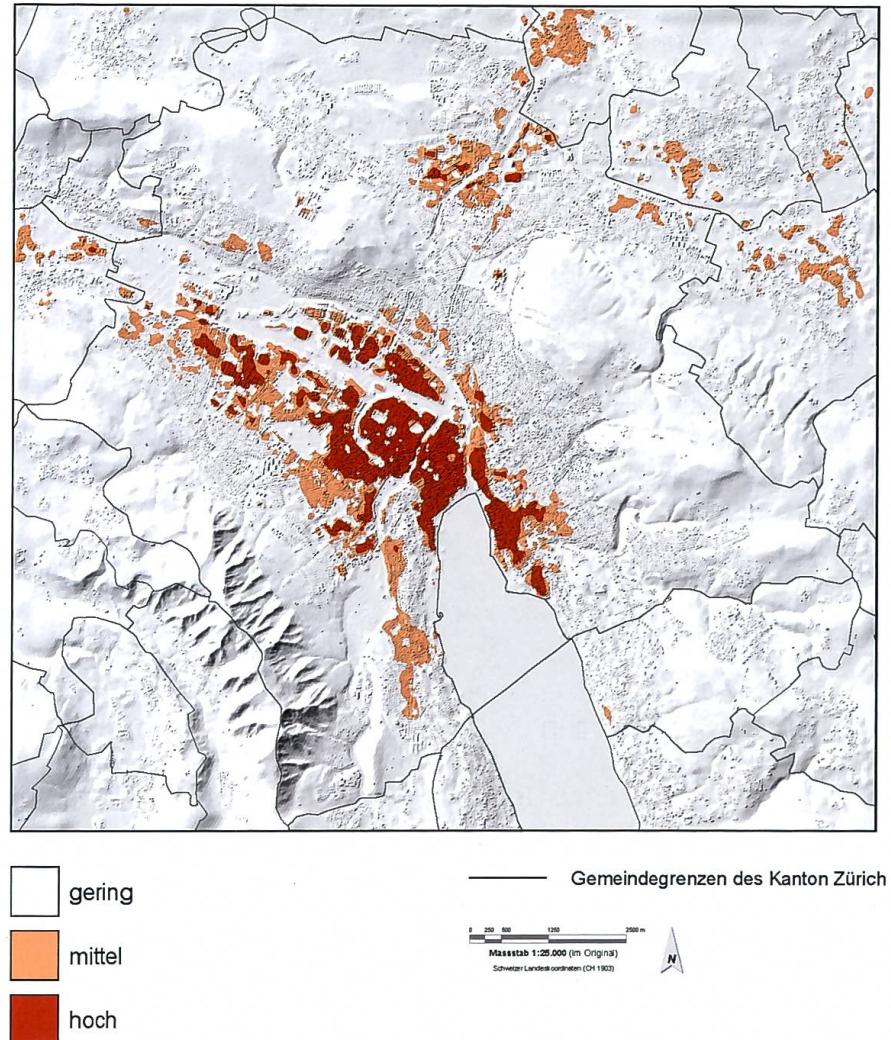 gering
mittel
hoch
Gemeindegrenzen des Kanton Zürich
0 250 500 1250 2500 m
Massstab 1:25.000 (im Original)
Schweizer Landeskoordinaten (CH 1903)
N